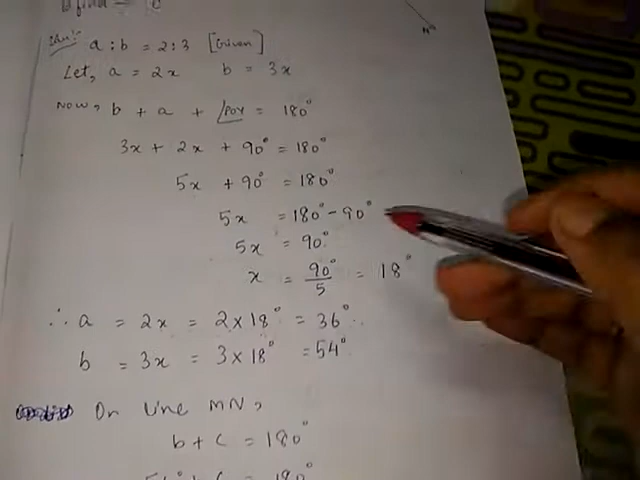 a : b = 2 : 3 [Given]
Let, a = 2x b = 3x
Now, b + a + ∠POY = 180°
3x + 2x + 90° = 180°
5x + 90° = 180°
5x = 180° - 90°
5x = 90°
x = 90°/5 = 18°
∴ a = 2x = 2 × 18° = 36°
b = 3x = 3 × 18° = 54°
On line MN,
b + c = 180°